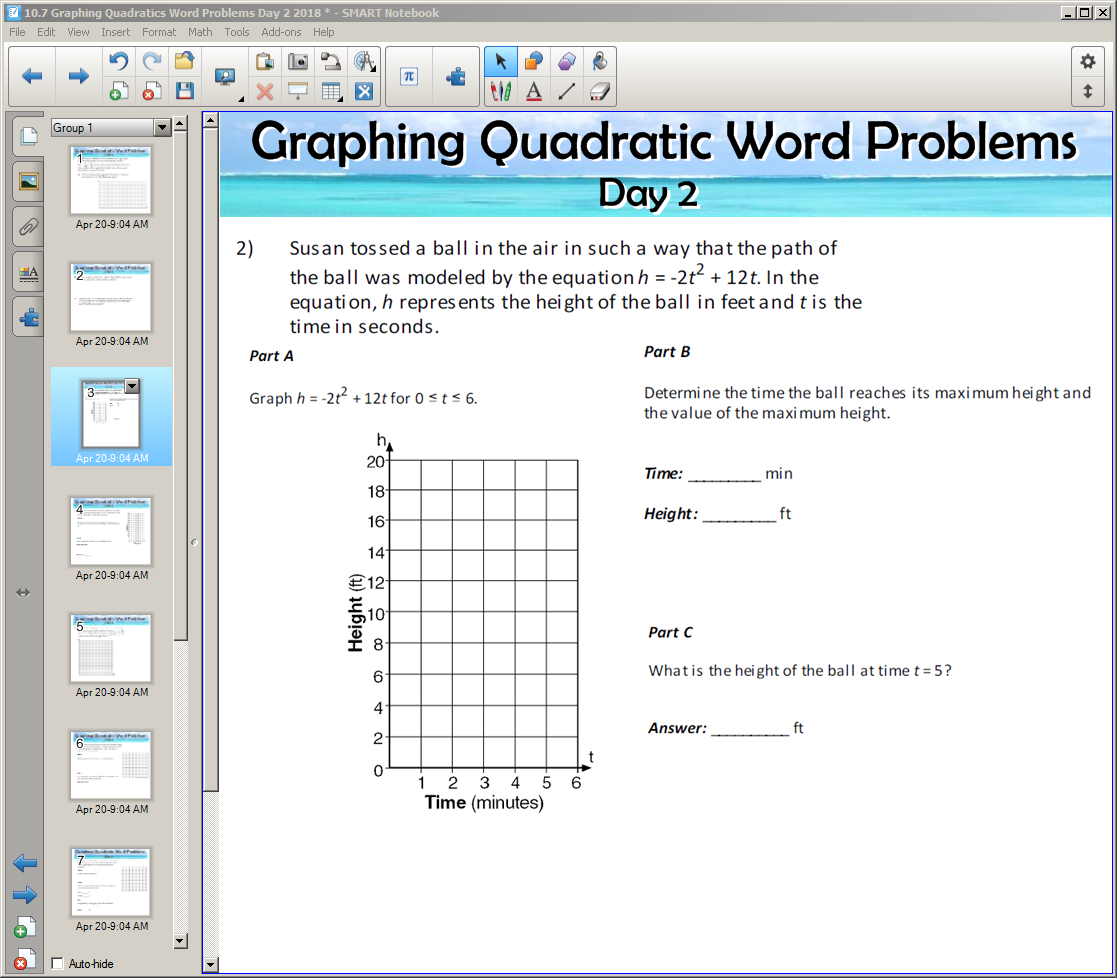 10.7 Graphing Quadratics Word Problems Day 2 2018 * - SMART Notebook
File Edit View Insert Format Math Tools Add-ons Help
π
A
Group 1
1
Apr 20-9:04 AM
2
Apr 20-9:04 AM
3
Apr 20-9:04 AM
4
Apr 20-9:04 AM
5
Apr 20-9:04 AM
6
Apr 20-9:04 AM
7
Apr 20-9:04 AM
Auto-hide
Graphing Quadratic Word Problems
Day 2
2) Susan tossed a ball in the air in such a way that the path of
the ball was modeled by the equation h = -2t² + 12t. In the
equation, h represents the height of the ball in feet and t is the
time in seconds.
Part A
Graph h = -2t² + 12t for 0 ≤ t ≤ 6.
h
20
18
16
14
12
10
8
6
4
2
0
Height (ft)
t
1 2 3 4 5 6
Time (minutes)
Part B
Determine the time the ball reaches its maximum height and
the value of the maximum height.
Time: _________ min
Height: _________ ft
Part C
What is the height of the ball at time t = 5?
Answer: _________ ft